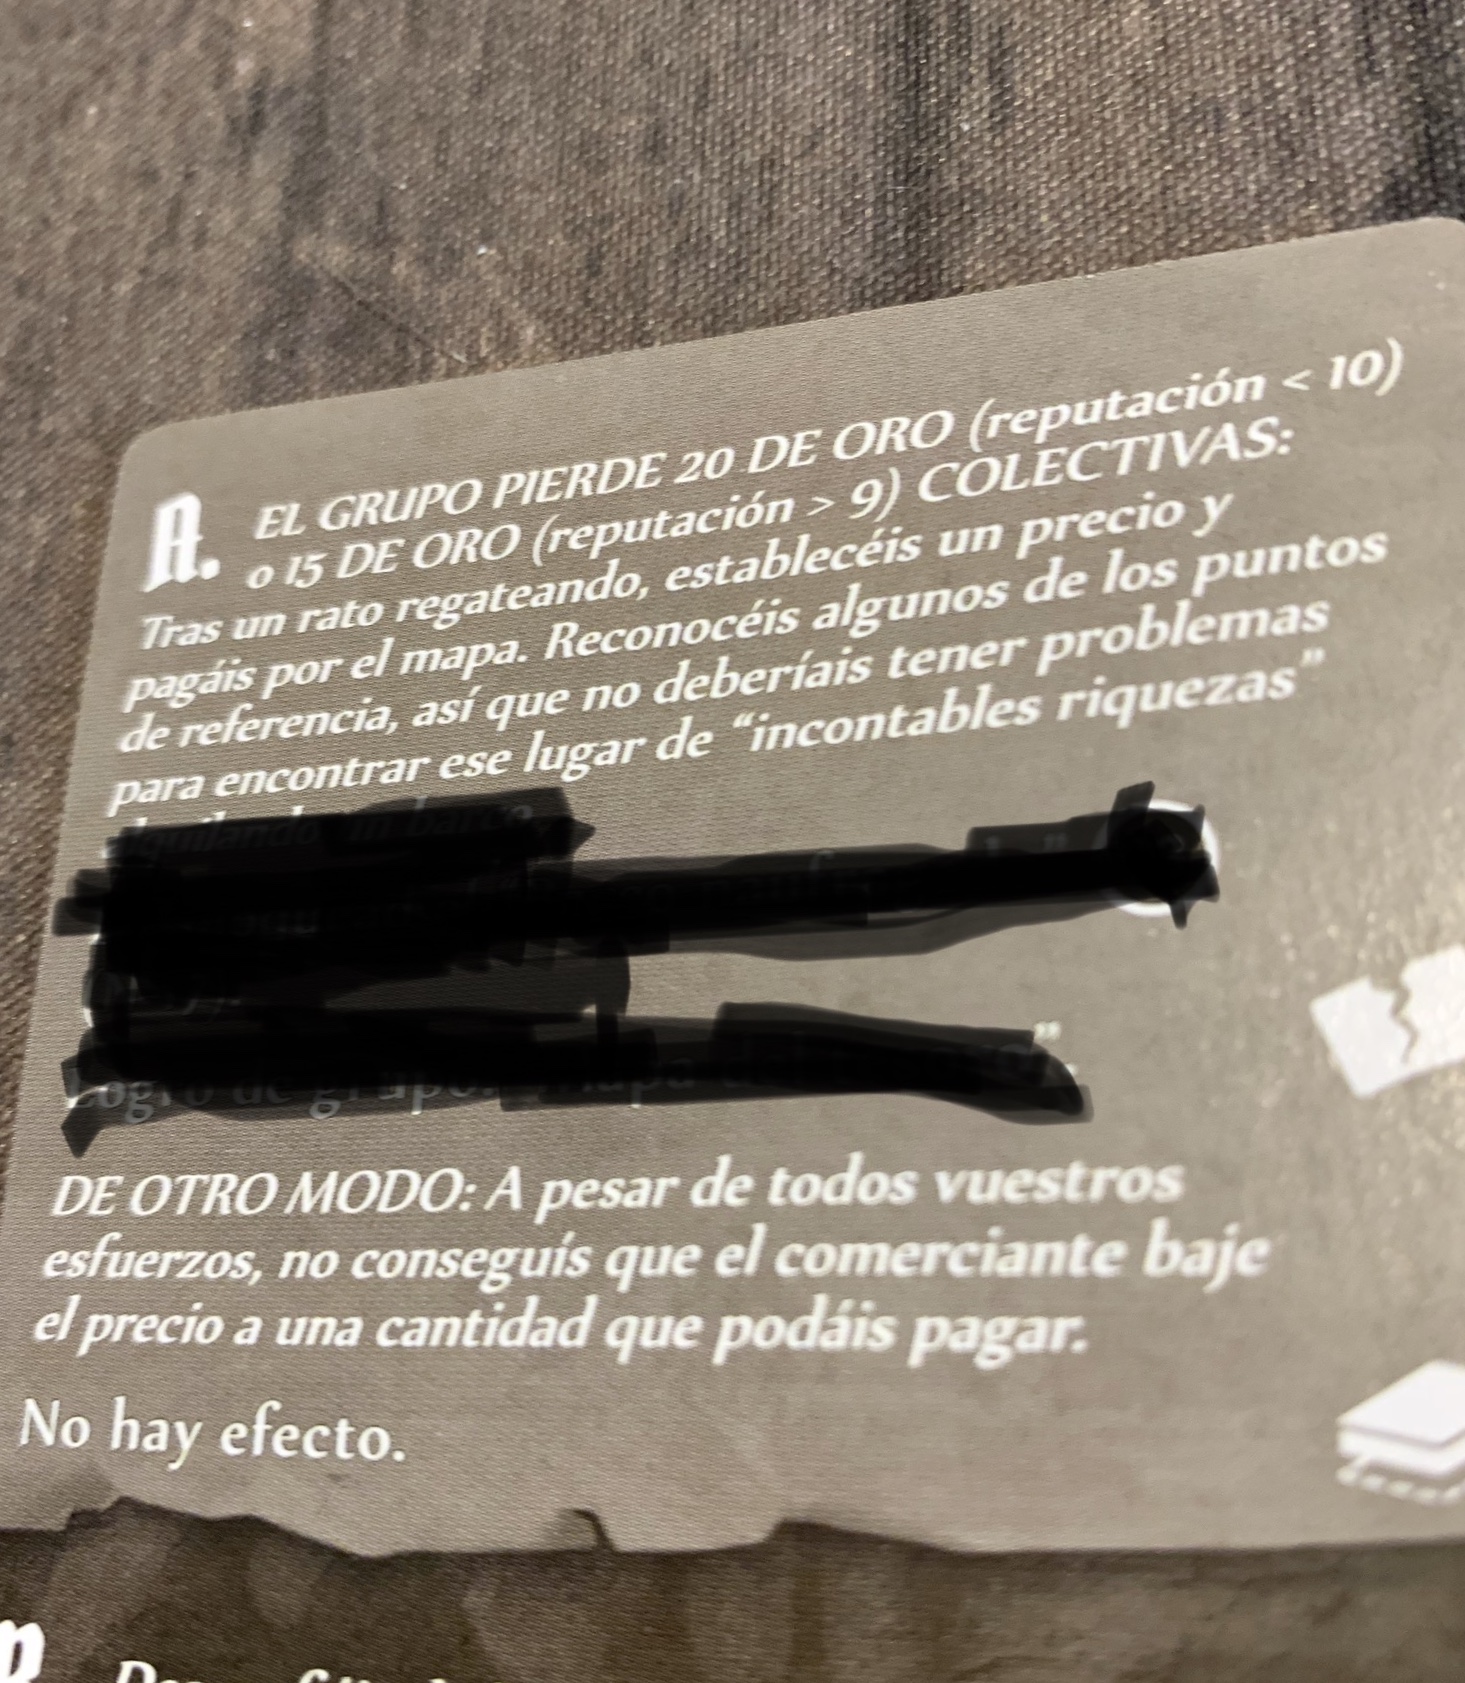 A. EL GRUPO PIERDE 20 DE ORO (reputación < 10)
o 15 DE ORO (reputación > 9) COLECTIVAS:
Tras un rato regateando, establecéis un precio y
pagáis por el mapa. Reconocéis algunos de los puntos
de referencia, así que no deberíais tener problemas
para encontrar ese lugar de “incontables riquezas”
Logro de grupo:
DE OTRO MODO: A pesar de todos vuestros
esfuerzos, no conseguís que el comerciante baje
el precio a una cantidad que podáis pagar.
No hay efecto.